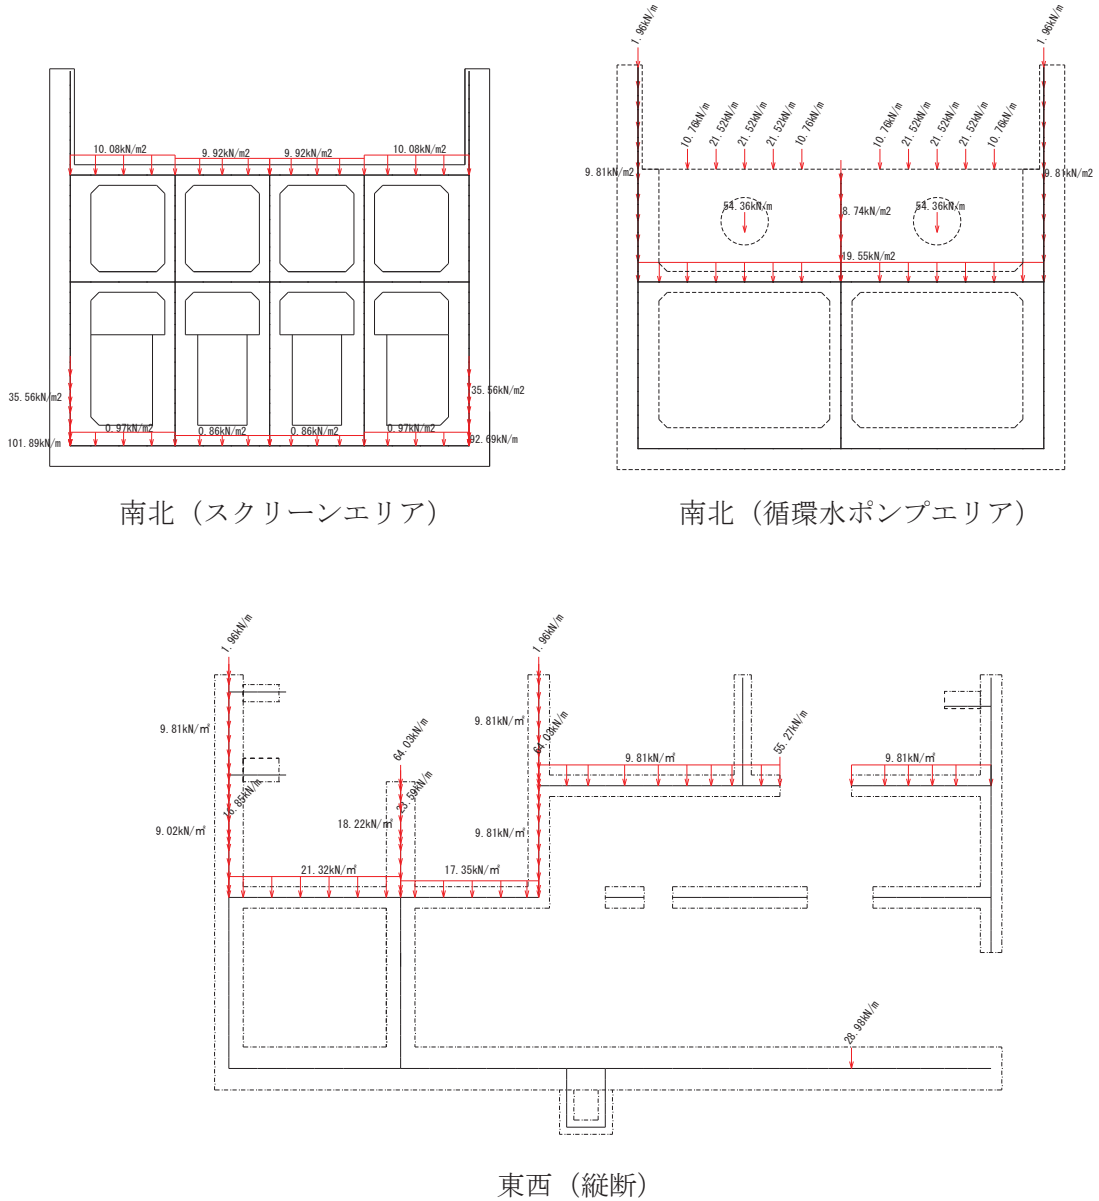 1.96kN/m
1.96kN/m
10.08kN/m2
9.92kN/m2
9.92kN/m2
10.08kN/m2
10.76kN/m
21.52kN/m
21.52kN/m
21.52kN/m
10.76kN/m
10.76kN/m
21.52kN/m
21.52kN/m
21.52kN/m
10.76kN/m
9.81kN/m2
9.81kN/m2
54.36kN/m
8.74kN/m2
54.36kN/m
19.55kN/m2
35.56kN/m2
35.56kN/m2
0.97kN/m2
0.86kN/m2
0.86kN/m2
0.97kN/m2
101.89kN/m
92.69kN/m
南北（スクリーンエリア）
南北（循環水ポンプエリア）
1.96kN/m
1.96kN/m
9.81kN/㎡
64.03kN/m
9.81kN/㎡
64.03kN/m
9.81kN/㎡
55.27kN/m
9.81kN/㎡
9.02kN/㎡
18.22kN/㎡
23.59kN/m
9.81kN/㎡
21.32kN/㎡
17.35kN/㎡
28.98kN/m
東西（縦断）